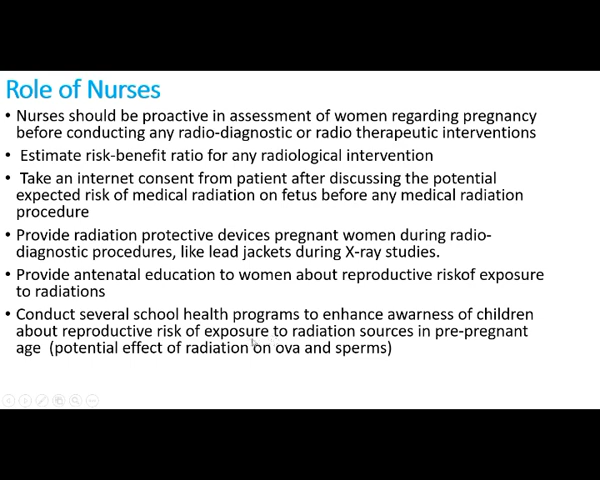 Role of Nurses
• Nurses should be proactive in assessment of women regarding pregnancy
before conducting any radio-diagnostic or radio therapeutic interventions
• Estimate risk-benefit ratio for any radiological intervention
• Take an internet consent from patient after discussing the potential
expected risk of medical radiation on fetus before any medical radiation
procedure
• Provide radiation protective devices pregnant women during radio-
diagnostic procedures, like lead jackets during X-ray studies.
• Provide antenatal education to women about reproductive riskof exposure
to radiations
• Conduct several school health programs to enhance awarness of children
about reproductive risk of exposure to radiation sources in pre-pregnant
age (potential effect of radiation on ova and sperms)